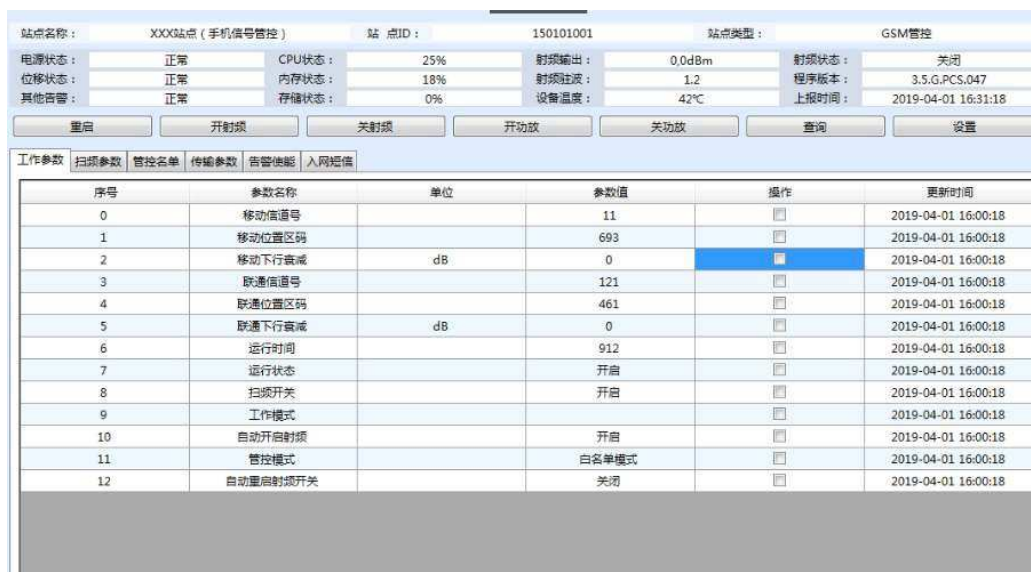 站点名称： XXX站点（手机信号管控） 站 点ID： 150101001 站点类型： GSM管控
电源状态： 正常 CPU状态： 25% 射频输出： 0,0dBm 射频状态： 关闭
位移状态： 正常 内存状态： 18% 射频驻波： 1.2 程序版本： 3.5.G.PCS.047
其他告警： 正常 存储状态： 0% 设备温度： 42℃ 上报时间： 2019-04-01 16:31:18
重启 开射频 关射频 开功放 关功放 查询 设置
工作参数 扫频参数 管控名单 传输参数 告警使能 入网短信
序号 参数名称 单位 参数值 操作 更新时间
0 移动信道号 11 2019-04-01 16:00:18
1 移动位置区码 693 2019-04-01 16:00:18
2 移动下行衰减 dB 0 2019-04-01 16:00:18
3 联通信道号 121 2019-04-01 16:00:18
4 联通位置区码 461 2019-04-01 16:00:18
5 联通下行衰减 dB 0 2019-04-01 16:00:18
6 运行时间 912 2019-04-01 16:00:18
7 运行状态 开启 2019-04-01 16:00:18
8 扫频开关 开启 2019-04-01 16:00:18
9 工作模式 2019-04-01 16:00:18
10 自动开启射频 开启 2019-04-01 16:00:18
11 管控模式 白名单模式 2019-04-01 16:00:18
12 自动重启射频开关 关闭 2019-04-01 16:00:18